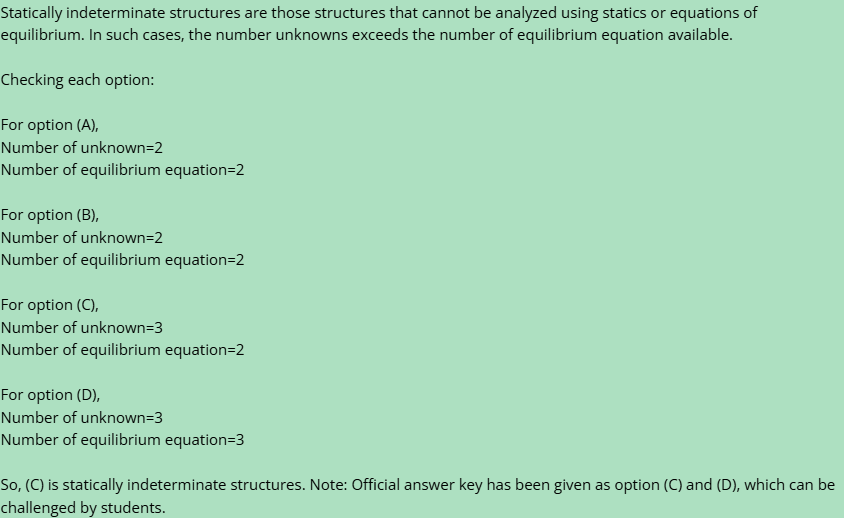 Statically indeterminate structures are those structures that cannot be analyzed using statics or equations of
equilibrium. In such cases, the number unknowns exceeds the number of equilibrium equation available.
Checking each option:
For option (A),
Number of unknown=2
Number of equilibrium equation=2
For option (B),
Number of unknown=2
Number of equilibrium equation=2
For option (C),
Number of unknown=3
Number of equilibrium equation=2
For option (D),
Number of unknown=3
Number of equilibrium equation=3
So, (C) is statically indeterminate structures. Note: Official answer key has been given as option (C) and (D), which can be
challenged by students.